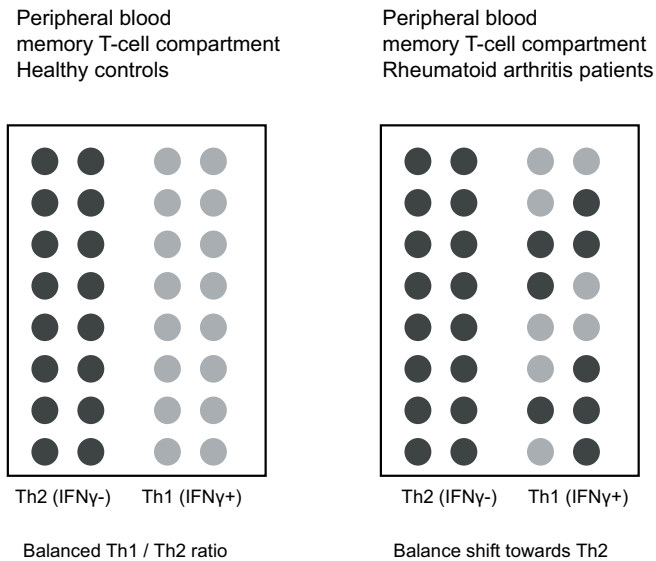 Peripheral blood
memory T-cell compartment
Healthy controls
Peripheral blood
memory T-cell compartment
Rheumatoid arthritis patients
Th2 (IFNγ-)
Th1 (IFNγ+)
Th2 (IFNγ-)
Th1 (IFNγ+)
Balanced Th1 / Th2 ratio
Balance shift towards Th2